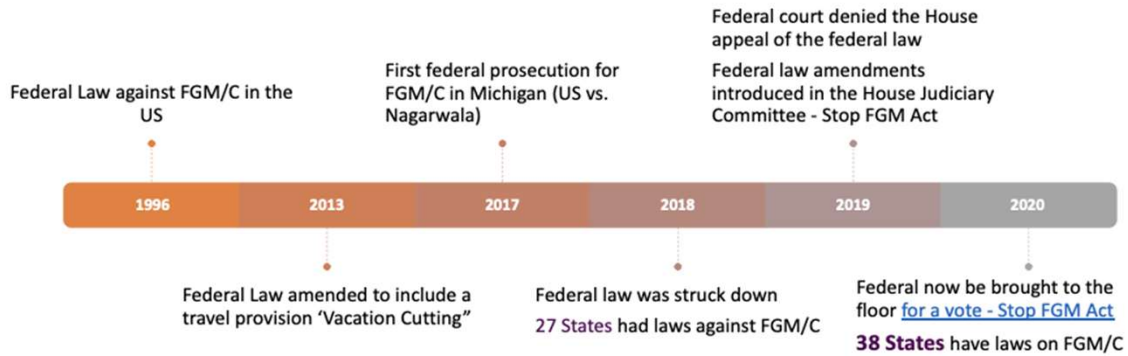 Federal court denied the House
appeal of the federal law
Federal law amendments
introduced in the House Judiciary
Committee - Stop FGM Act
First federal prosecution for
FGM/C in Michigan (US vs.
Nagarwala)
Federal Law against FGM/C in the
US
1996
2013
2017
2018
2019
2020
Federal Law amended to include a
travel provision ‘Vacation Cutting”
Federal law was struck down
27 States had laws against FGM/C
Federal now be brought to the
floor for a vote - Stop FGM Act
38 States have laws on FGM/C